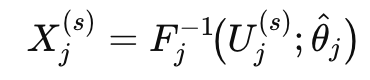 $X_j^{(s)} = F_j^{-1}(U_j^{(s)}; \hat{\theta}_j)$